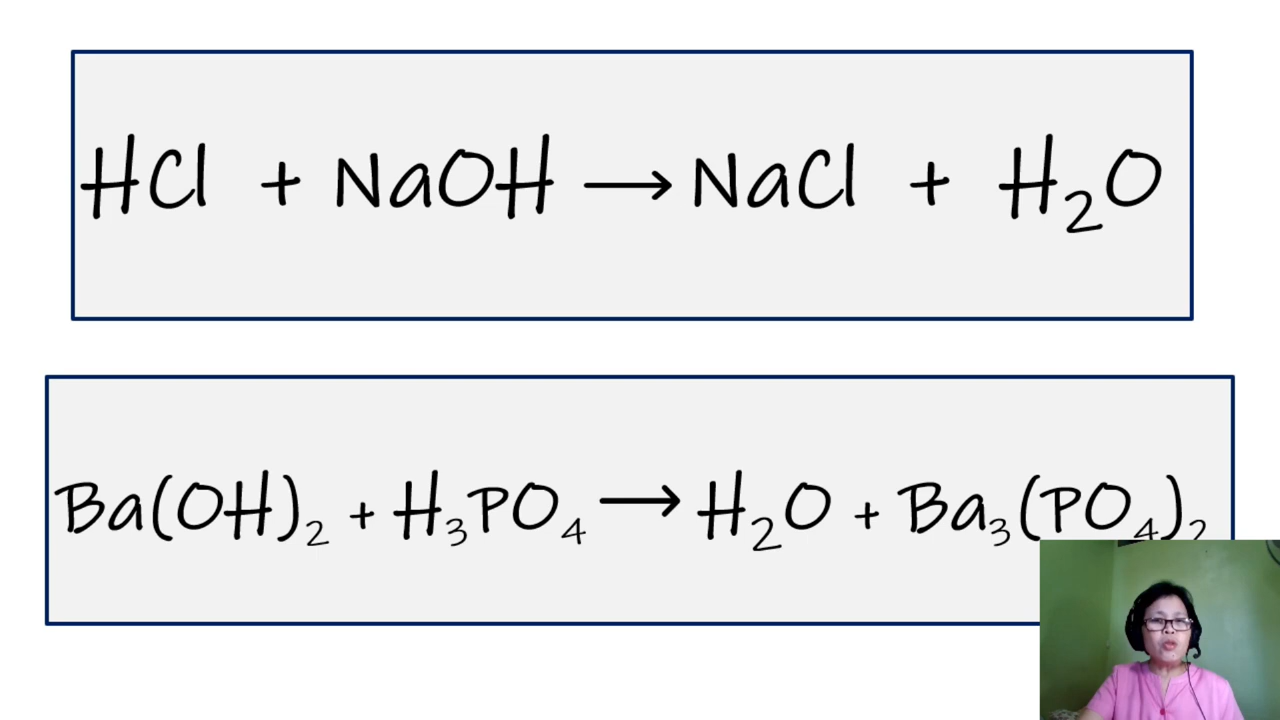 HCl + NaOH → NaCl + H₂O
Ba(OH)₂ + H₃PO₄ → H₂O + Ba₃(PO₄)₂